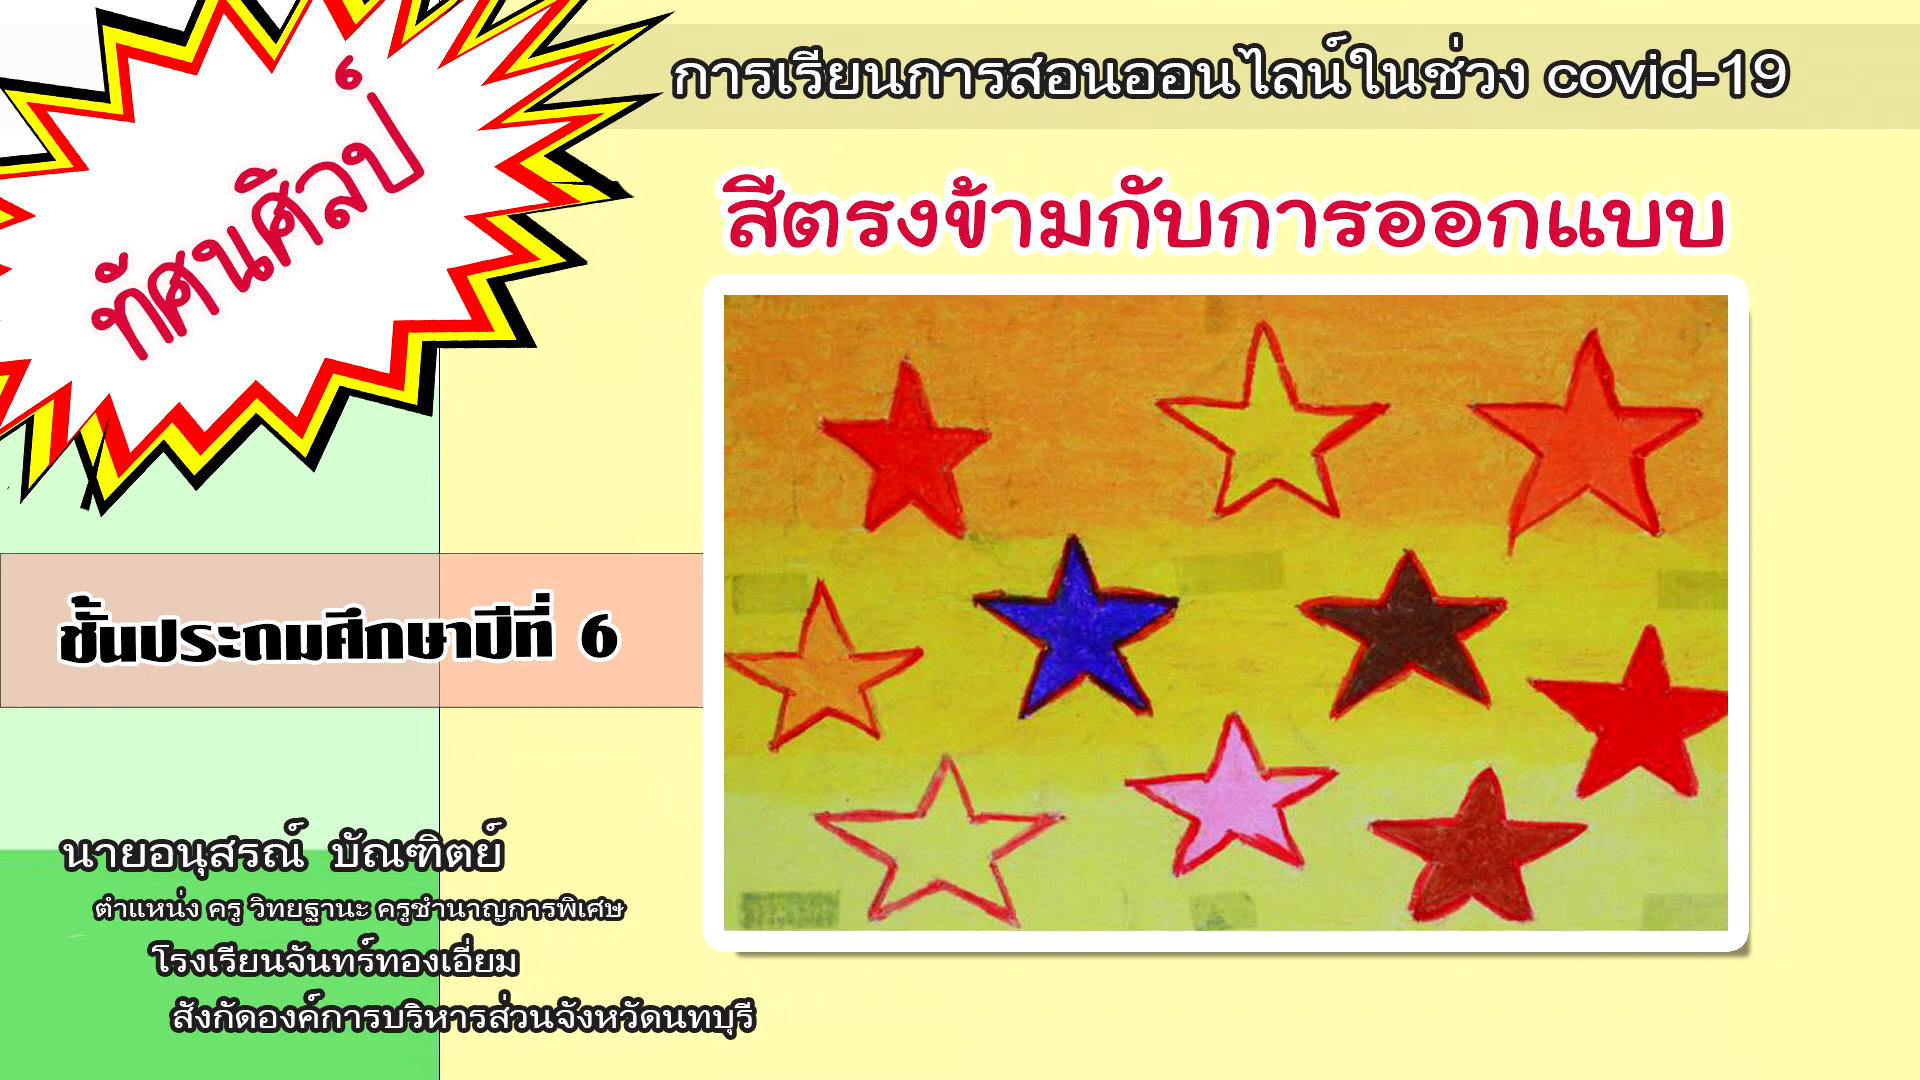 การเรียนการสอนออนไลน์ในช่วง covid-19
ทัศนศิลป์
สีตรงข้ามกับการออกแบบ
ชั้นประถมศึกษาปีที่ 6
นายอนุสรณ์ บัณฑิตย์
ตำแหน่ง ครู วิทยฐานะ ครูชำนาญการพิเศษ
โรงเรียนจันทร์ทองเอี่ยม
สังกัดองค์การบริหารส่วนจังหวัดนทบุรี